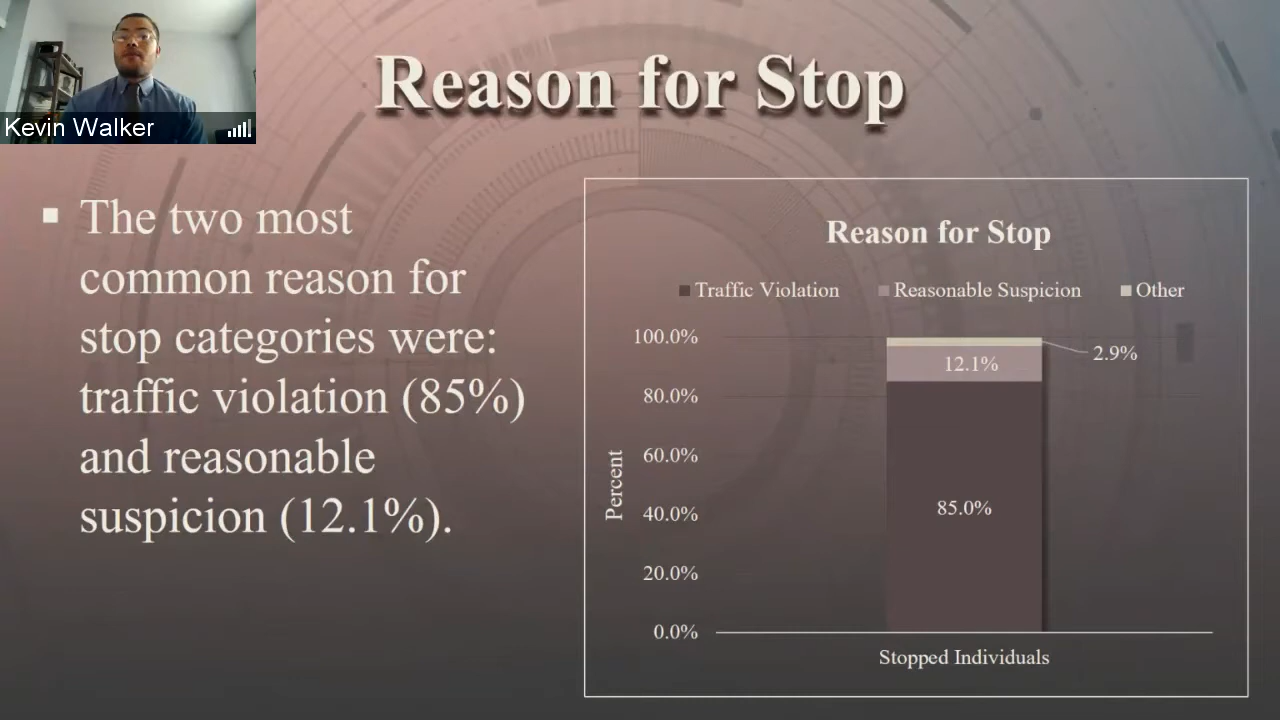 Kevin Walker
Reason for Stop
▪ The two most
common reason for
stop categories were:
traffic violation (85%)
and reasonable
suspicion (12.1%).
Reason for Stop
Traffic Violation
Reasonable Suspicion
Other
100.0%
80.0%
60.0%
40.0%
20.0%
0.0%
Percent
2.9%
12.1%
85.0%
Stopped Individuals